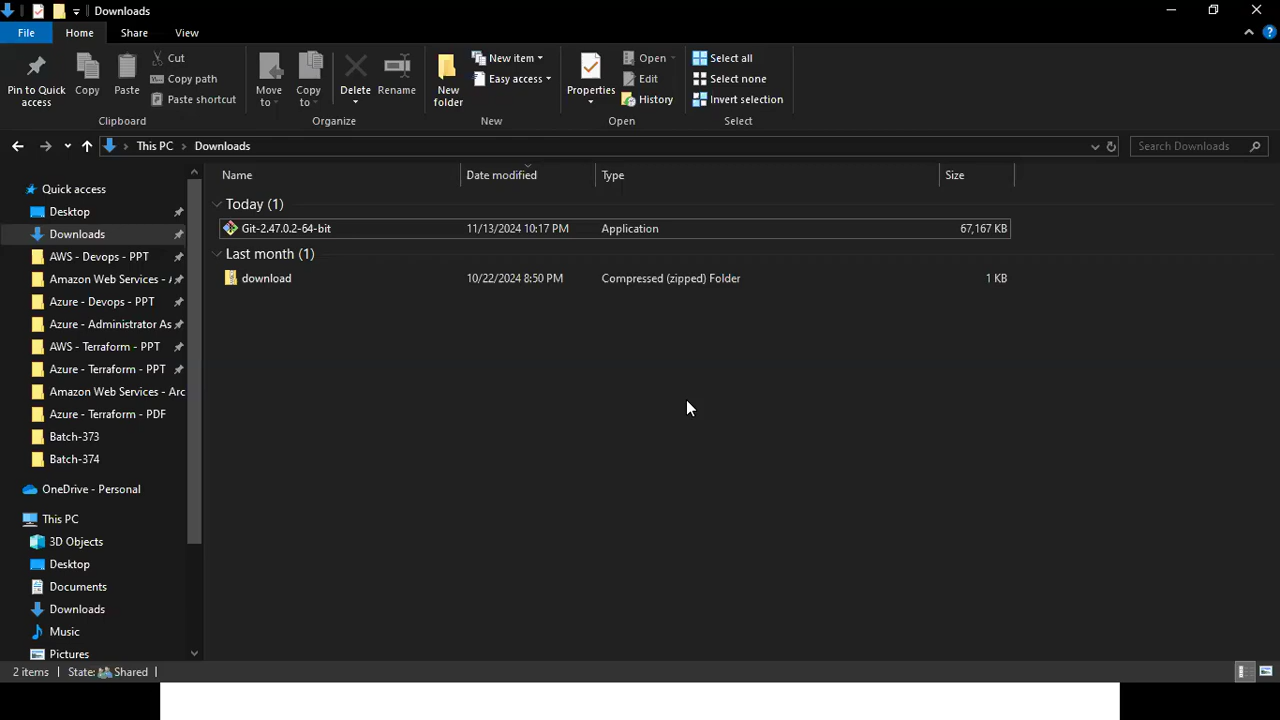 Downloads
File Home Share View
Pin to Quick access
Copy
Paste
Cut
Copy path
Paste shortcut
Clipboard
Move to
Copy to
Delete
Rename
Organize
New folder
New item
Easy access
New
Properties
Open
Edit
History
Open
Select all
Select none
Invert selection
Select
This PC Downloads
Search Downloads
Name Date modified Type Size
Today (1)
Git-2.47.0.2-64-bit 11/13/2024 10:17 PM Application 67,167 KB
Last month (1)
download 10/22/2024 8:50 PM Compressed (zipped) Folder 1 KB
Quick access
Desktop
Downloads
AWS - Devops - PPT
Amazon Web Services - A
Azure - Devops - PPT
Azure - Administrator As
AWS - Terraform - PPT
Azure - Terraform - PPT
Amazon Web Services - Arc
Azure - Terraform - PDF
Batch-373
Batch-374
OneDrive - Personal
This PC
3D Objects
Desktop
Documents
Downloads
Music
Pictures
2 items State: Shared